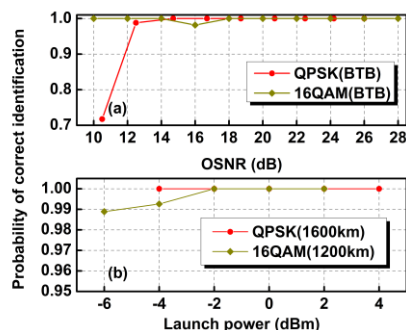 Probability of correct identification
1.0
0.9
0.8
0.7
QPSK(BTB)
16QAM(BTB)
(a)
10 12 14 16 18 20 22 24 26 28
OSNR (dB)
1.00
0.99
0.98
0.97
0.96
0.95
QPSK(1600km)
16QAM(1200km)
(b)
-6 -4 -2 0 2 4
Launch power (dBm)